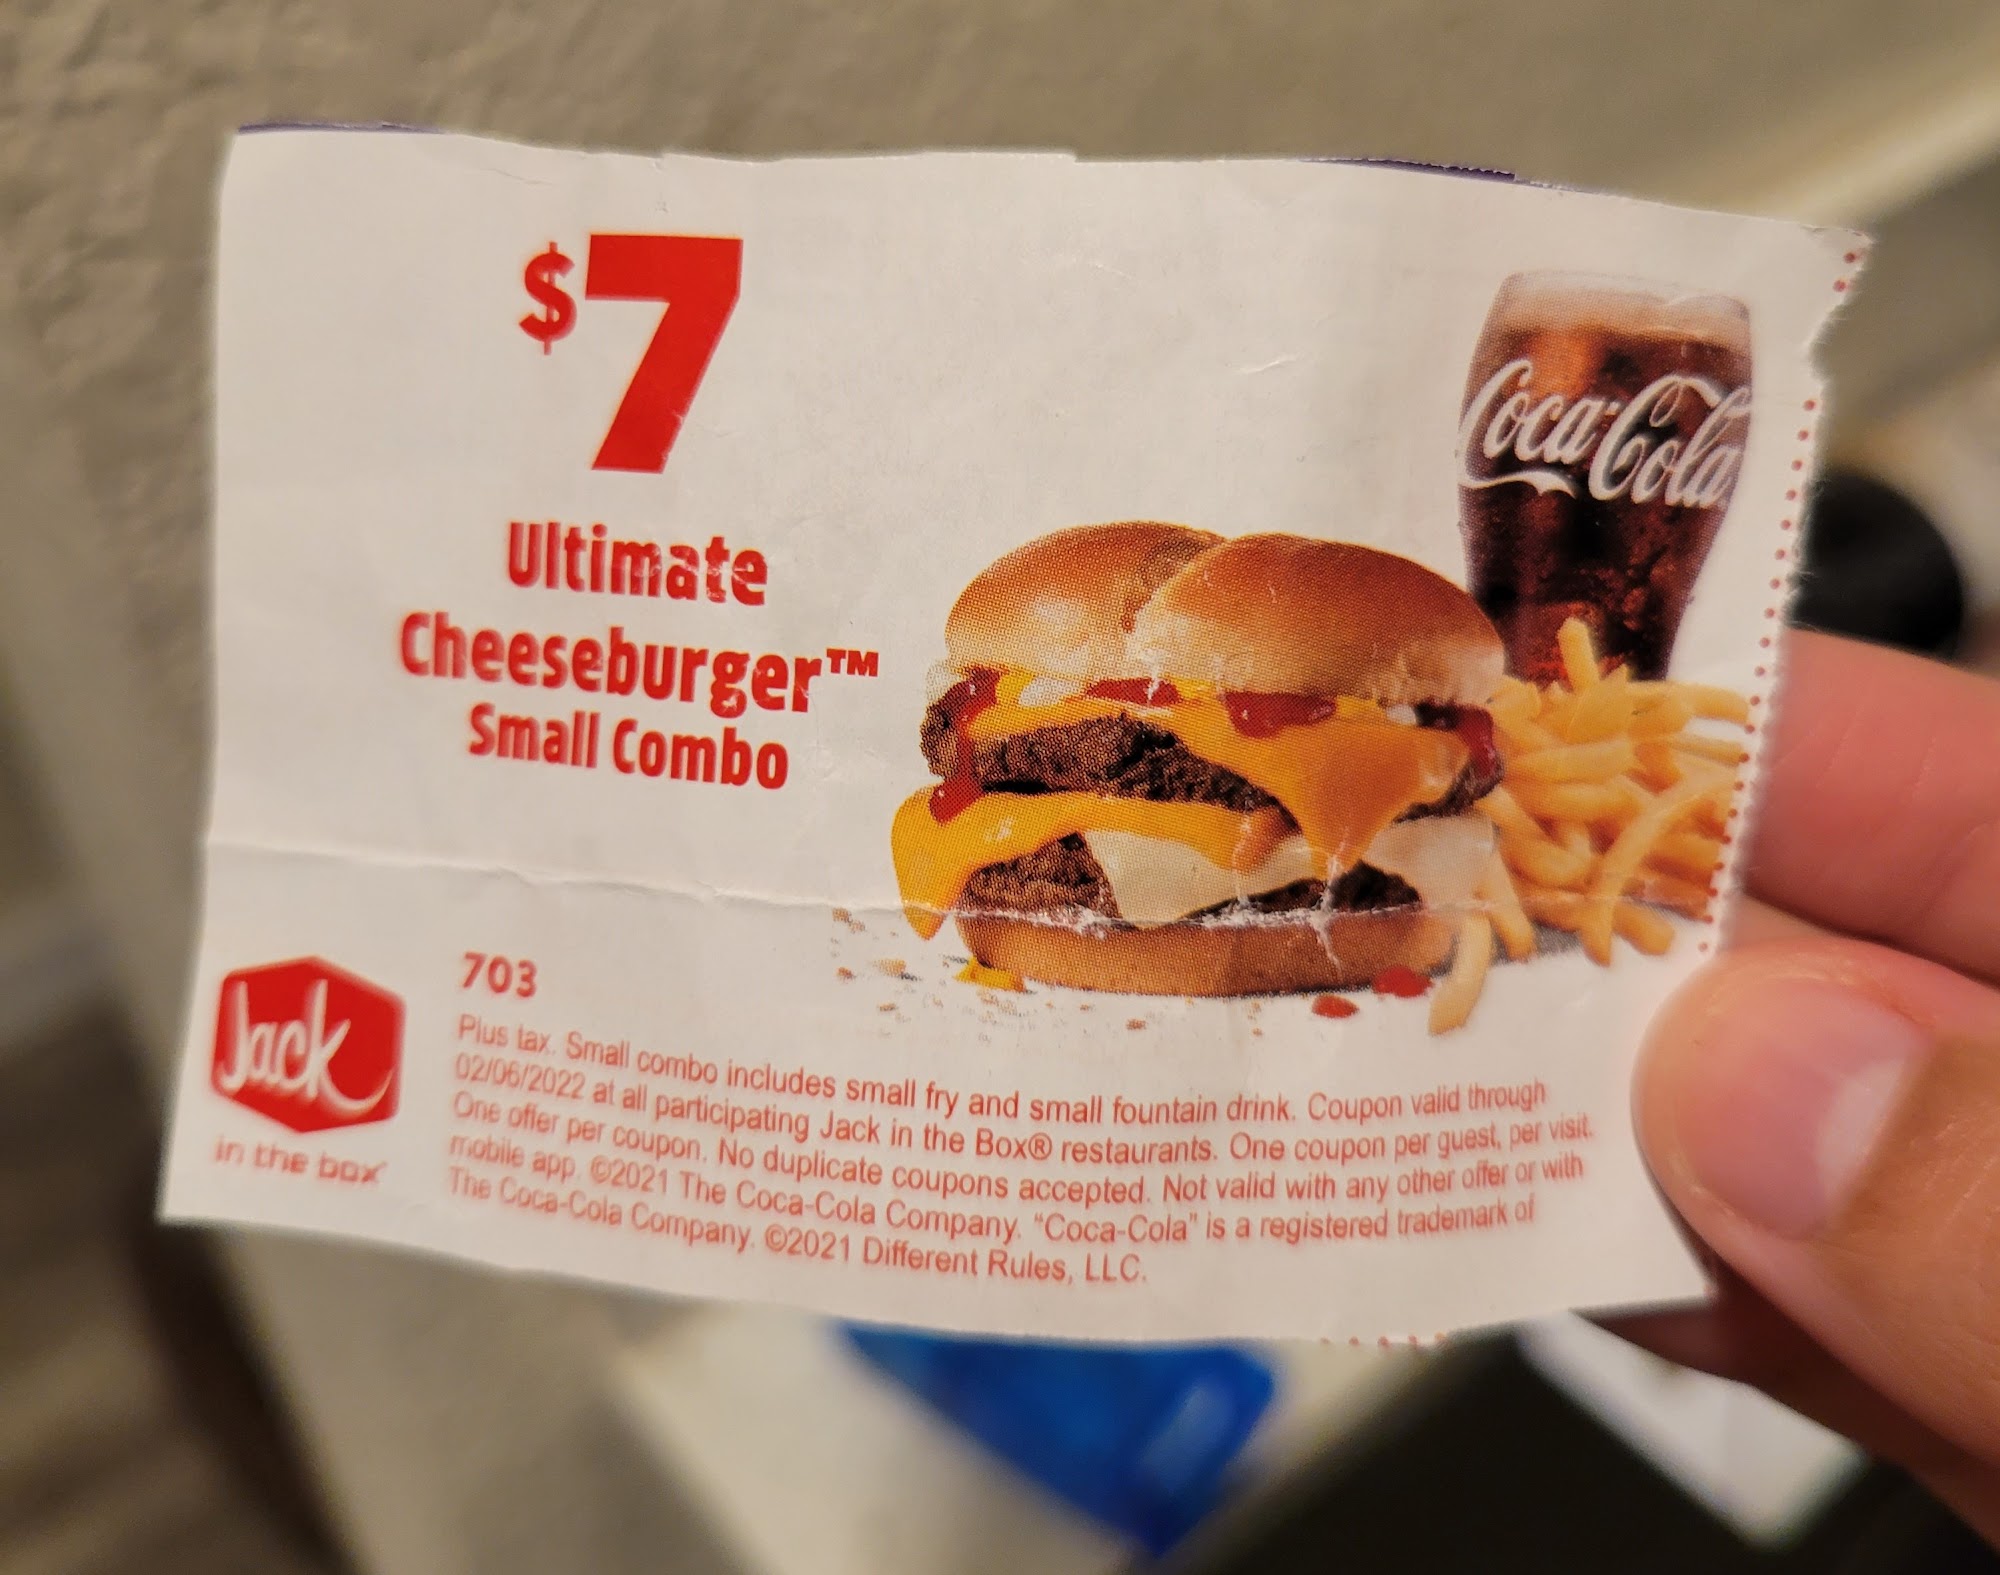 $7
Ultimate
Cheeseburger™
Small Combo
Coca-Cola
Jack
in the box
703
Plus tax. Small combo includes small fry and small fountain drink. Coupon valid through
02/06/2022 at all participating Jack in the Box® restaurants. One coupon per guest, per visit.
One offer per coupon. No duplicate coupons accepted. Not valid with any other offer or with
mobile app. ©2021 The Coca-Cola Company. "Coca-Cola" is a registered trademark of
The Coca-Cola Company. ©2021 Different Rules, LLC.